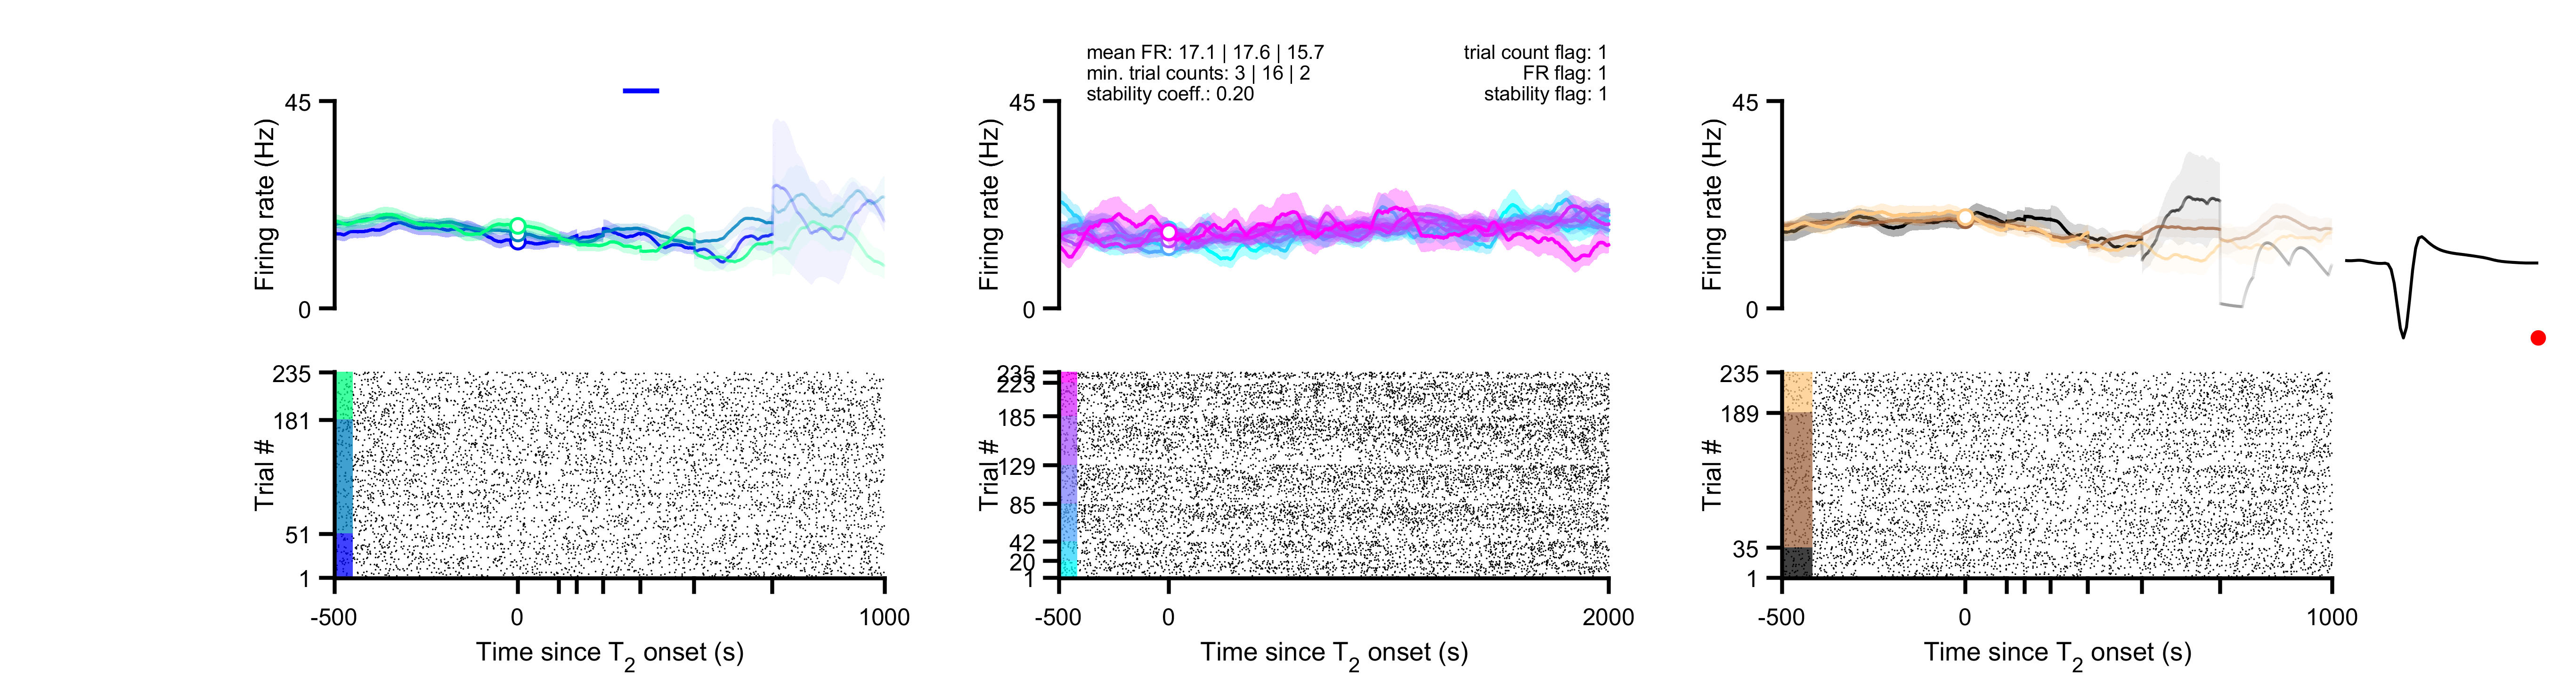 mean FR: 17.1 | 17.6 | 15.7
min. trial counts: 3 | 16 | 2
stability coeff.: 0.20
trial count flag: 1
FR flag: 1
stability flag: 1
45
Firing rate (Hz)
0
45
Firing rate (Hz)
0
45
Firing rate (Hz)
0
235
181
51
1
Trial #
-500
0
1000
Time since T2 onset (s)
235
223
185
129
85
42
20
1
Trial #
-500
0
2000
Time since T2 onset (s)
235
189
35
1
Trial #
-500
0
1000
Time since T2 onset (s)